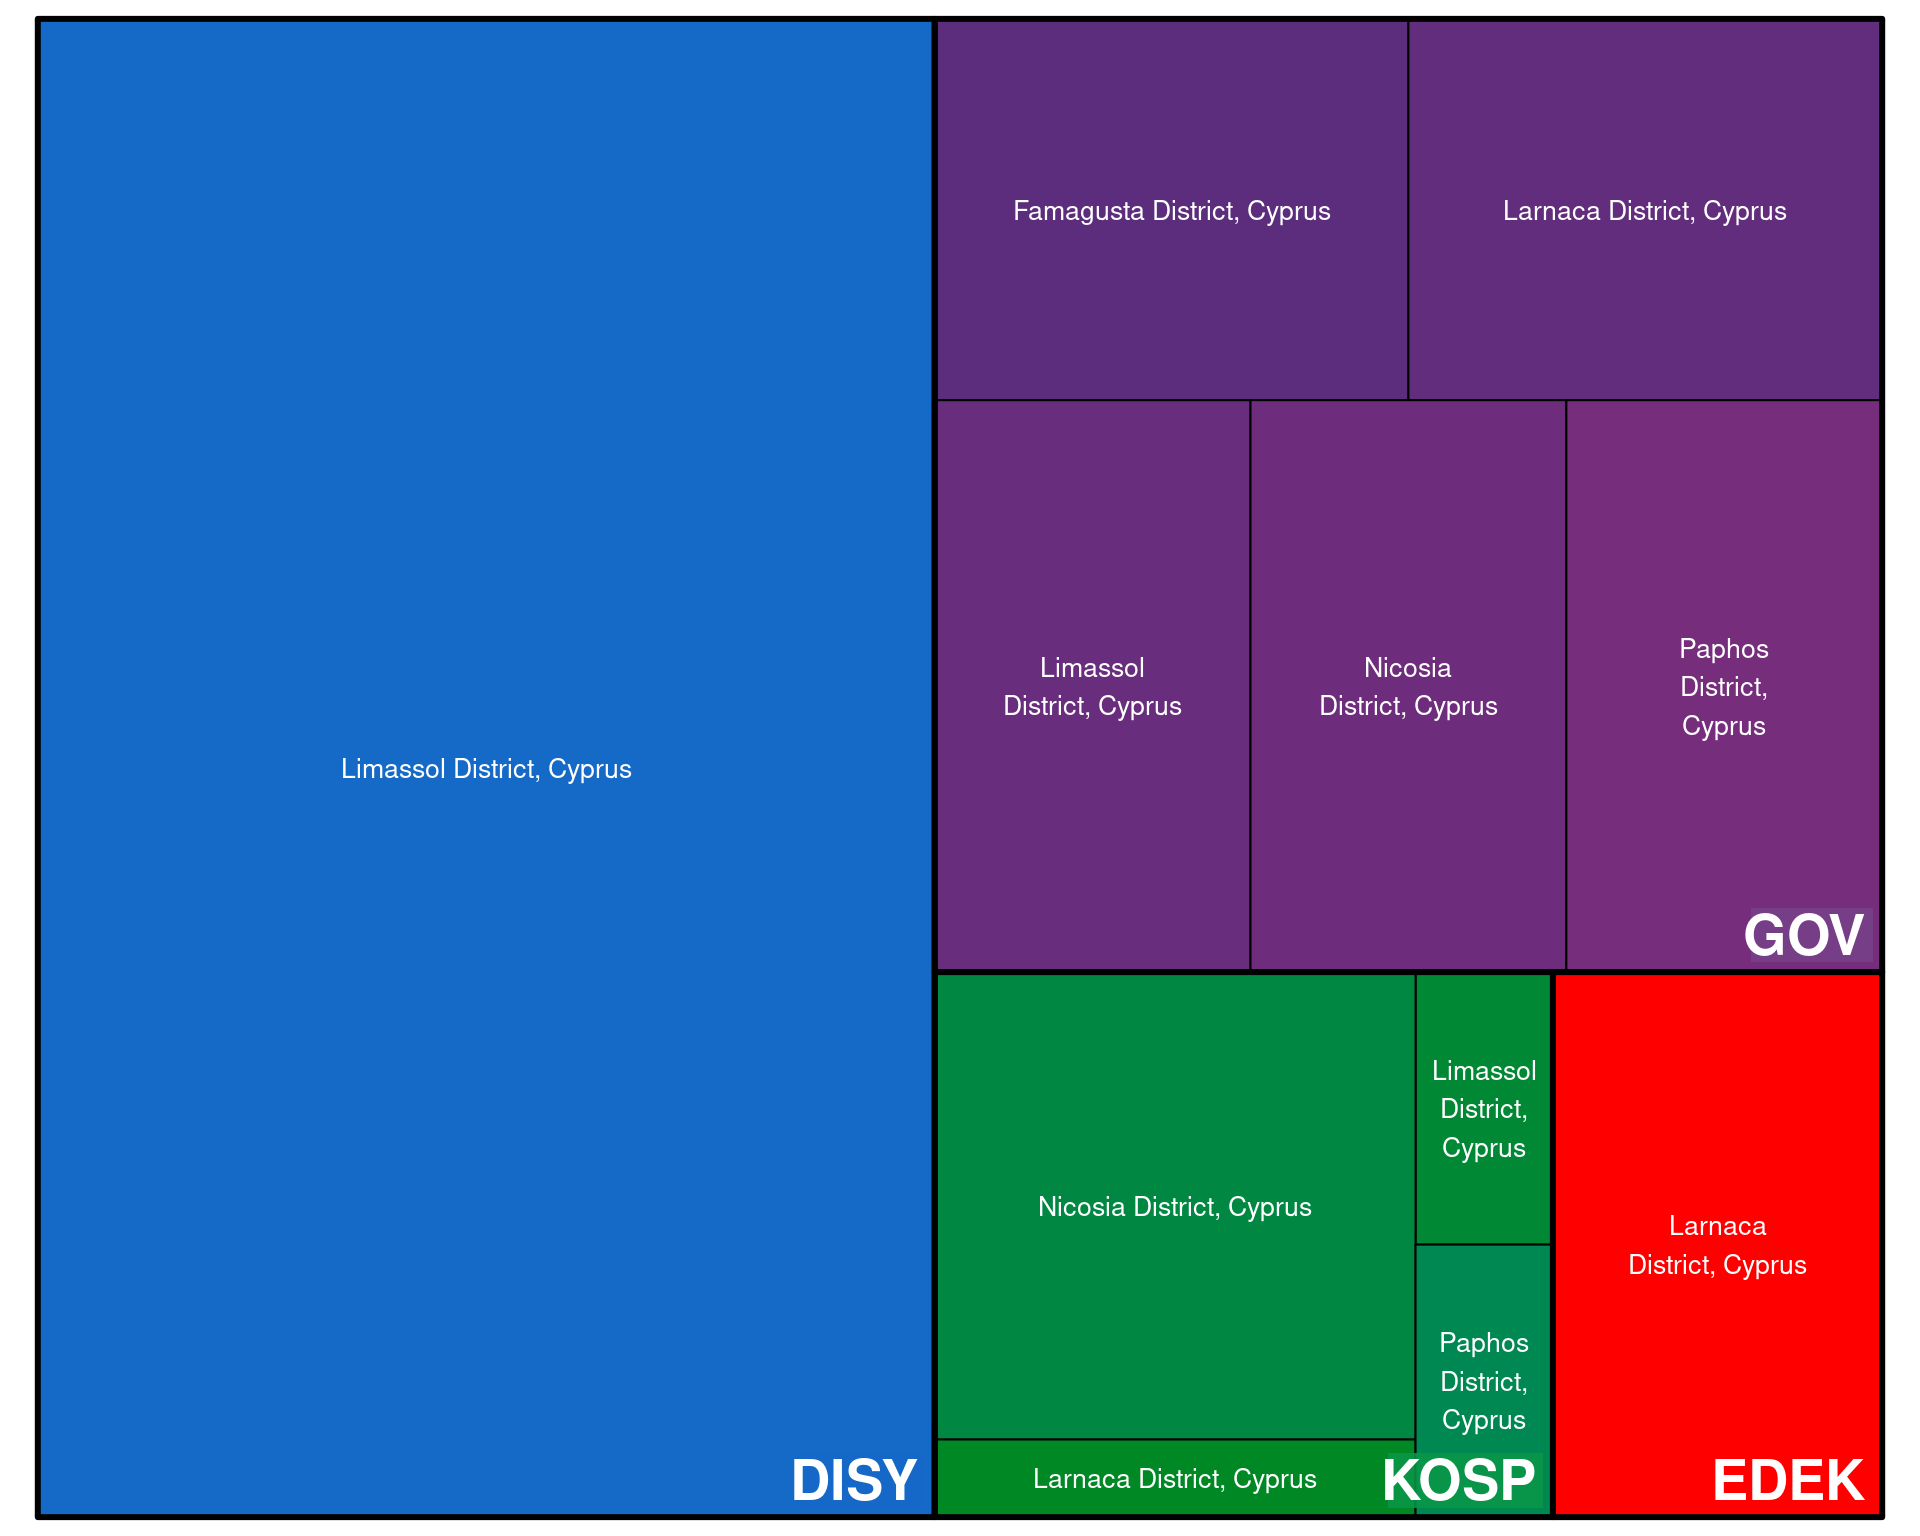 Limassol District, Cyprus
DISY
Famagusta District, Cyprus
Larnaca District, Cyprus
Limassol
District, Cyprus
Nicosia
District, Cyprus
Paphos
District,
Cyprus
GOV
Nicosia District, Cyprus
Limassol
District,
Cyprus
Paphos
District,
Cyprus
Larnaca District, Cyprus
KOSP
Larnaca
District, Cyprus
EDEK